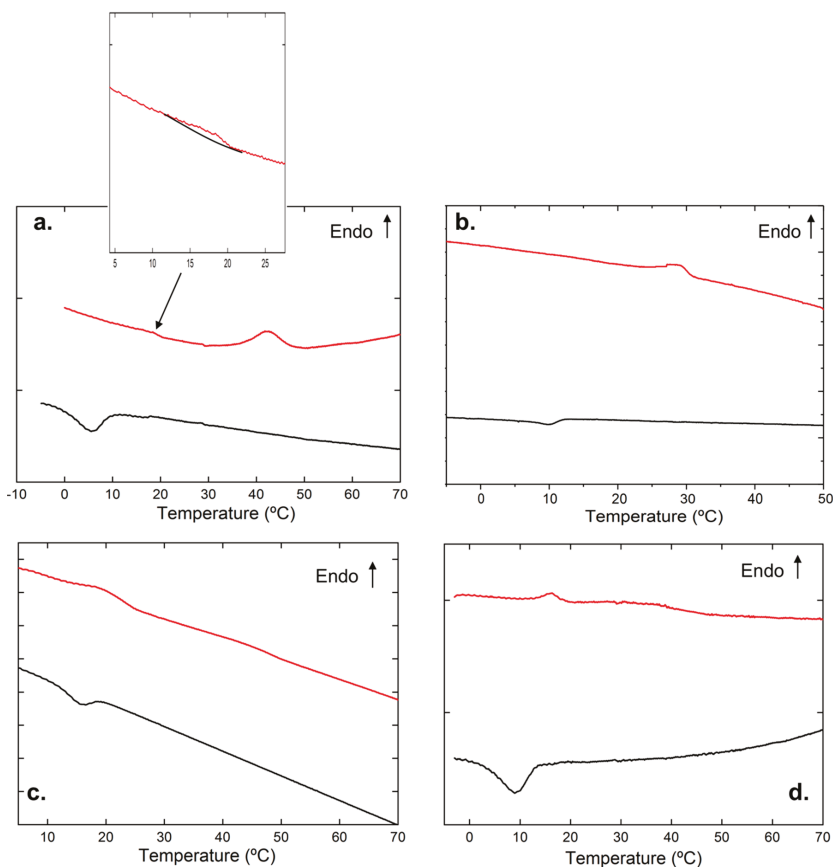 5 10 15 20 25
a.
Endo ↑
-10 0 10 20 30 40 50 60 70
Temperature (ºC)
b.
Endo ↑
0 10 20 30 40 50
Temperature (ºC)
Endo ↑
c.
10 20 30 40 50 60 70
Temperature (ºC)
Endo ↑
d.
0 10 20 30 40 50 60 70
Temperature (ºC)